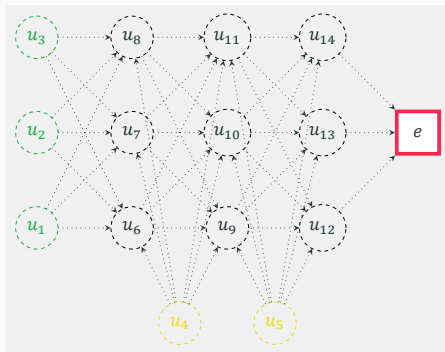 u₃ u₈ u₁₁ u₁₄
u₂ u₇ u₁₀ u₁₃ e
u₁ u₆ u₉ u₁₂
u₄ u₅